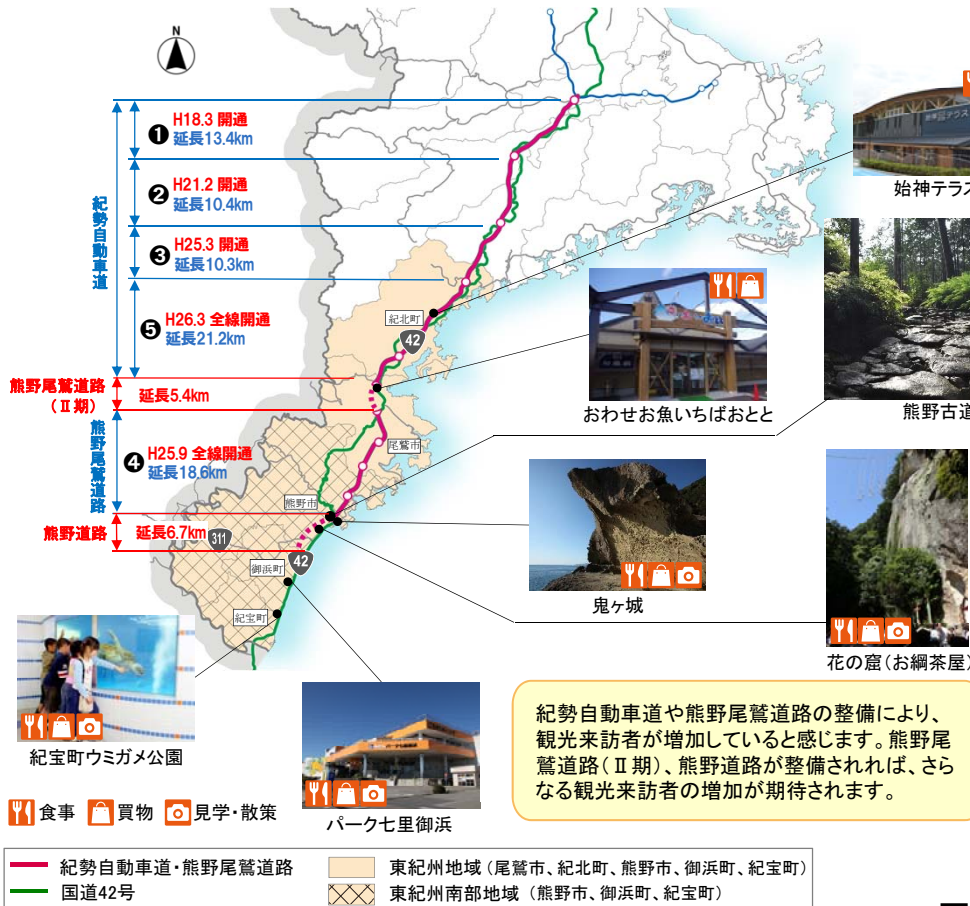 N
❶ H18.3 開通
延長13.4km
❷ H21.2 開通
延長10.4km
❸ H25.3 開通
延長10.3km
紀勢自動車道
❺ H26.3 全線開通
延長21.2km
熊野尾鷲道路
(Ⅱ期)
延長5.4km
熊野尾鷲道路
❹ H25.9 全線開通
延長18.6km
熊野道路
延長6.7km
紀北町
42
尾鷲市
熊野市
311
42
御浜町
紀宝町
始神テラス
おわせお魚いちばおとと
熊野古道
鬼ヶ城
花の窟(お綱茶屋)
紀宝町ウミガメ公園
パーク七里御浜
紀勢自動車道や熊野尾鷲道路の整備により、
観光来訪者が増加していると感じます。熊野尾
鷲道路(Ⅱ期)、熊野道路が整備されれば、さら
なる観光来訪者の増加が期待されます。
食事 買物 見学・散策
紀勢自動車道・熊野尾鷲道路
国道42号
東紀州地域 (尾鷲市、紀北町、熊野市、御浜町、紀宝町)
東紀州南部地域 (熊野市、御浜町、紀宝町)